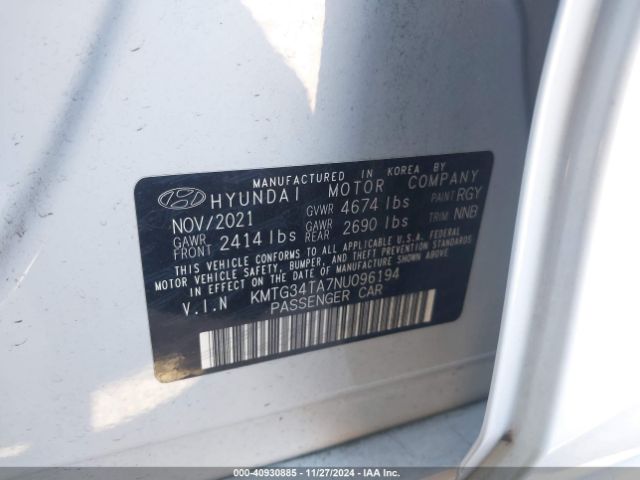 MANUFACTURED IN KOREA BY
HYUNDAI MOTOR COMPANY
NOV/2021 GVWR 4674 lbs PAINT RGY
GAWR FRONT 2414 lbs GAWR REAR 2690 lbs TRIM: NNB
THIS VEHICLE CONFORMS TO ALL APPLICABLE U.S.A. FEDERAL
MOTOR VEHICLE SAFETY, BUMPER, AND THEFT PREVENTION STANDARDS
IN EFFECT ON THE DATE OF MANUFACTURE SHOWN ABOVE.
V.I.N KMTG34TA7NU096194
PASSENGER CAR
000-40930885 - 11/27/2024 - IAA Inc.